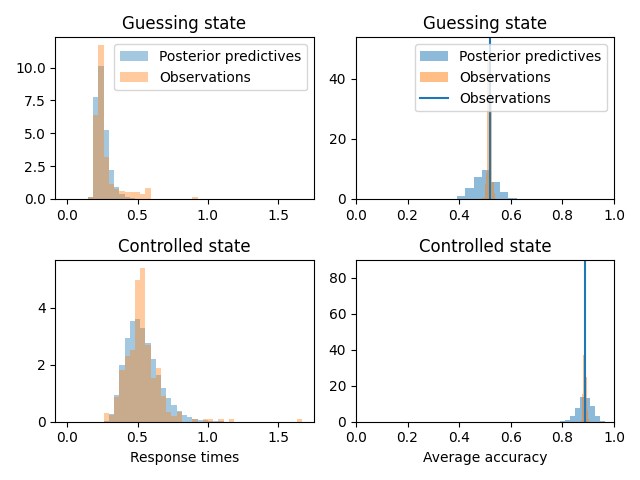 Guessing state
10.0
7.5
5.0
2.5
0.0
0.0 0.5 1.0 1.5
Posterior predictives
Observations
Guessing state
40
20
0
0.0 0.2 0.4 0.6 0.8 1.0
Posterior predictives
Observations
Observations
Controlled state
4
2
0
0.0 0.5 1.0 1.5
Response times
Controlled state
80
60
40
20
0
0.0 0.2 0.4 0.6 0.8 1.0
Average accuracy